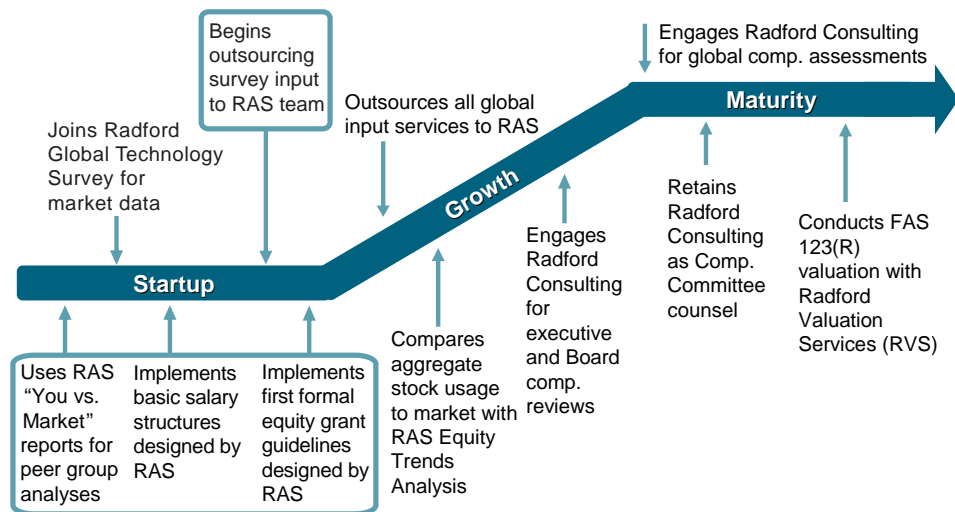 Begins
outsourcing
survey input
to RAS team
Engages Radford Consulting
for global comp. assessments
Joins Radford
Global Technology
Survey for
market data
Outsources all global
input services to RAS
Startup
Growth
Maturity
Uses RAS
“You vs.
Market”
reports for
peer group
analyses
Implements
basic salary
structures
designed by
RAS
Implements
first formal
equity grant
guidelines
designed by
RAS
Compares
aggregate
stock usage
to market with
RAS Equity
Trends
Analysis
Engages
Radford
Consulting
for
executive
and Board
comp.
reviews
Retains
Radford
Consulting
as Comp.
Committee
counsel
Conducts FAS
123(R)
valuation with
Radford
Valuation
Services (RVS)